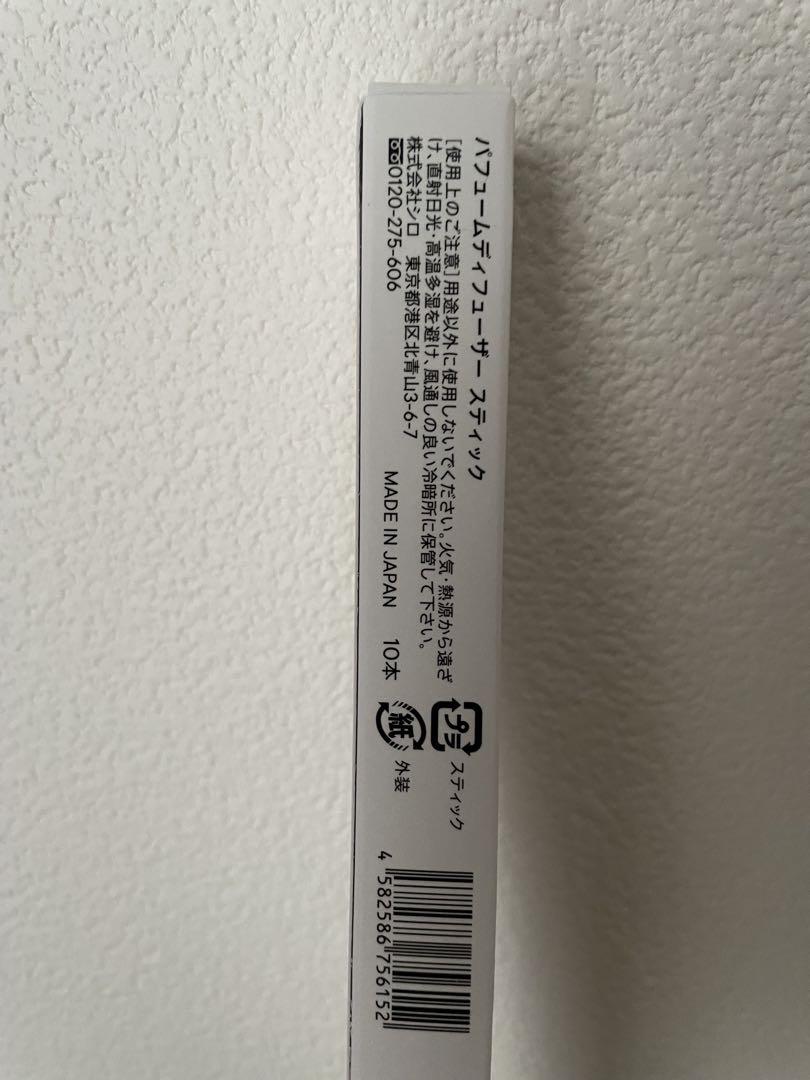 パフュームディフューザー スティック
[使用上のご注意]用途以外に使用しないでください。火気・熱源から遠ざ
け、直射日光・高温多湿を避け、風通しの良い冷暗所に保管して下さい。
株式会社シロ 東京都港区北青山3-6-7
0120-275-606
MADE IN JAPAN 10本
プラ
スティック
紙
外装
4 582586 756152